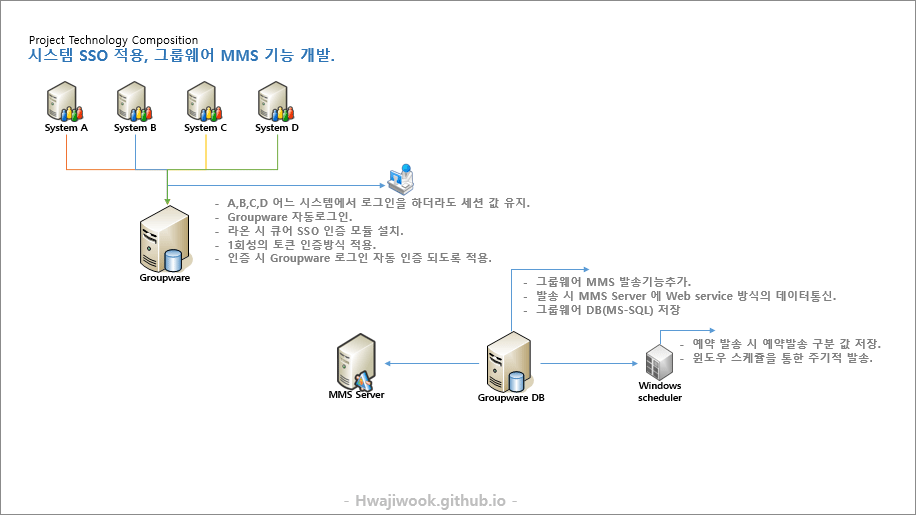 Project Technology Composition
시스템 SSO 적용, 그룹웨어 MMS 기능 개발.
System A
System B
System C
System D
- A,B,C,D 어느 시스템에서 로그인을 하더라도 세션 값 유지.
- Groupware 자동로그인.
- 라온 시 큐어 SSO 인증 모듈 설치.
- 1회성의 토큰 인증방식 적용.
- 인증 시 Groupware 로그인 자동 인증 되도록 적용.
Groupware
- 그룹웨어 MMS 발송기능추가.
- 발송 시 MMS Server 에 Web service 방식의 데이터통신.
- 그룹웨어 DB(MS-SQL) 저장
- 예약 발송 시 예약발송 구분 값 저장.
- 윈도우 스케쥴을 통한 주기적 발송.
MMS Server
Groupware DB
Windows
scheduler
- Hwajiwook.github.io -